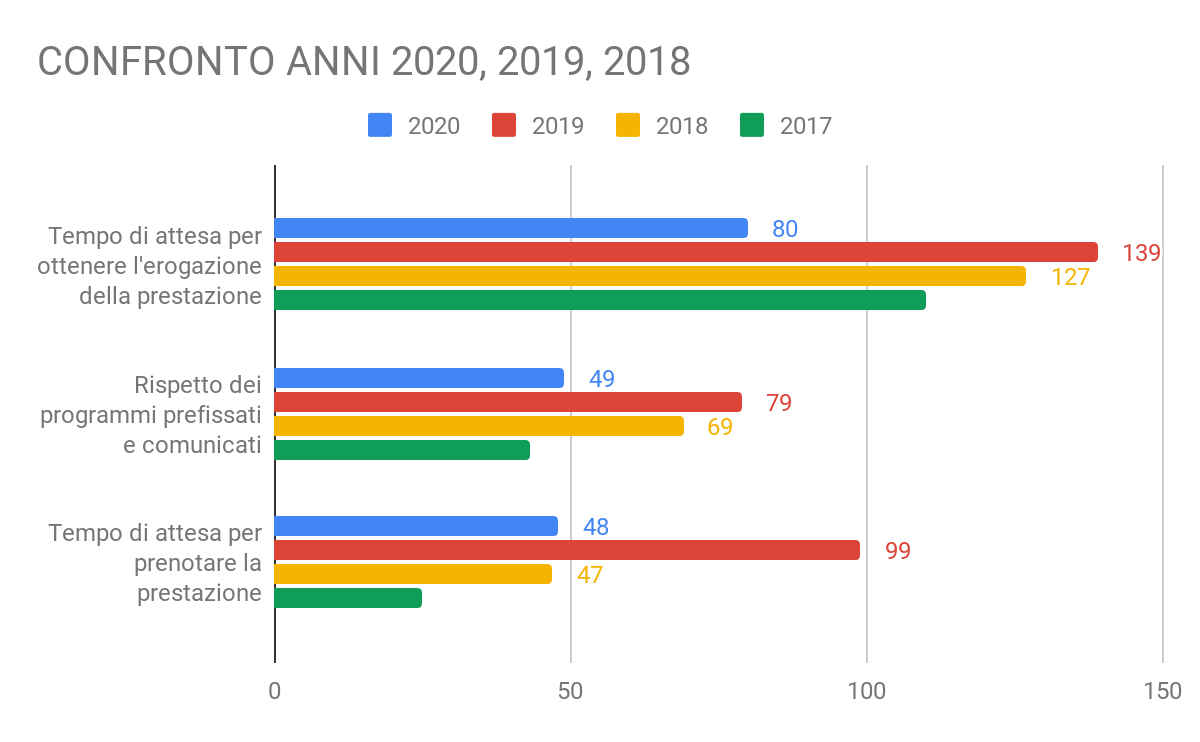 CONFRONTO ANNI 2020, 2019, 2018
2020 2019 2018 2017
Tempo di attesa per
ottenere l'erogazione
della prestazione
80
139
127
Rispetto dei
programmi prefissati
e comunicati
49
79
69
Tempo di attesa per
prenotare la
prestazione
48
99
47
0 50 100 150